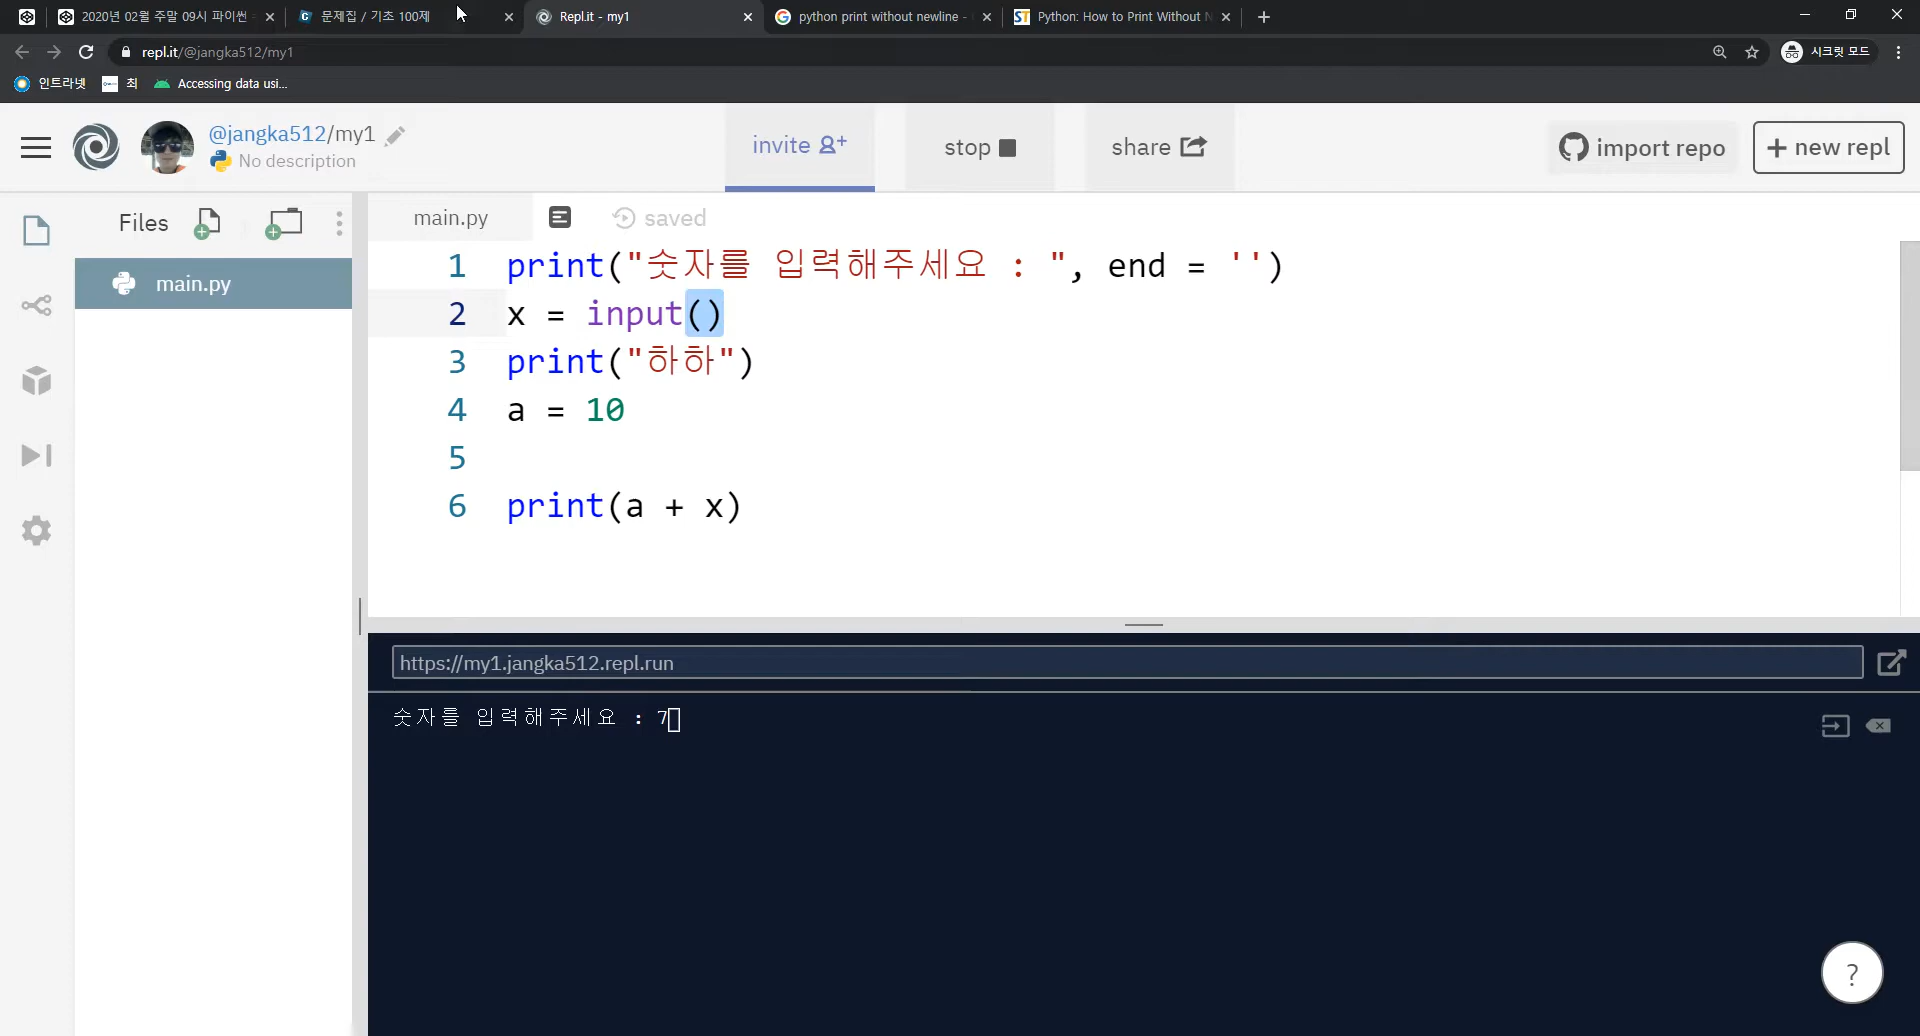 2020년 02월 주말 09시 파이썬
문제집 / 기초 100제
Repl.it - my1
python print without newline -
Python: How to Print Without N
repl.it/@jangka512/my1
시크릿 모드
인트라넷
최
Accessing data usi...
@jangka512/my1
No description
invite
stop
share
import repo
+ new repl
Files
main.py
saved
main.py
1 print("숫자를 입력해주세요 : ", end = '')
2 x = input()
3 print("하하")
4 a = 10
5
6 print(a + x)
https://my1.jangka512.repl.run
숫자를 입력해주세요 : 7
?